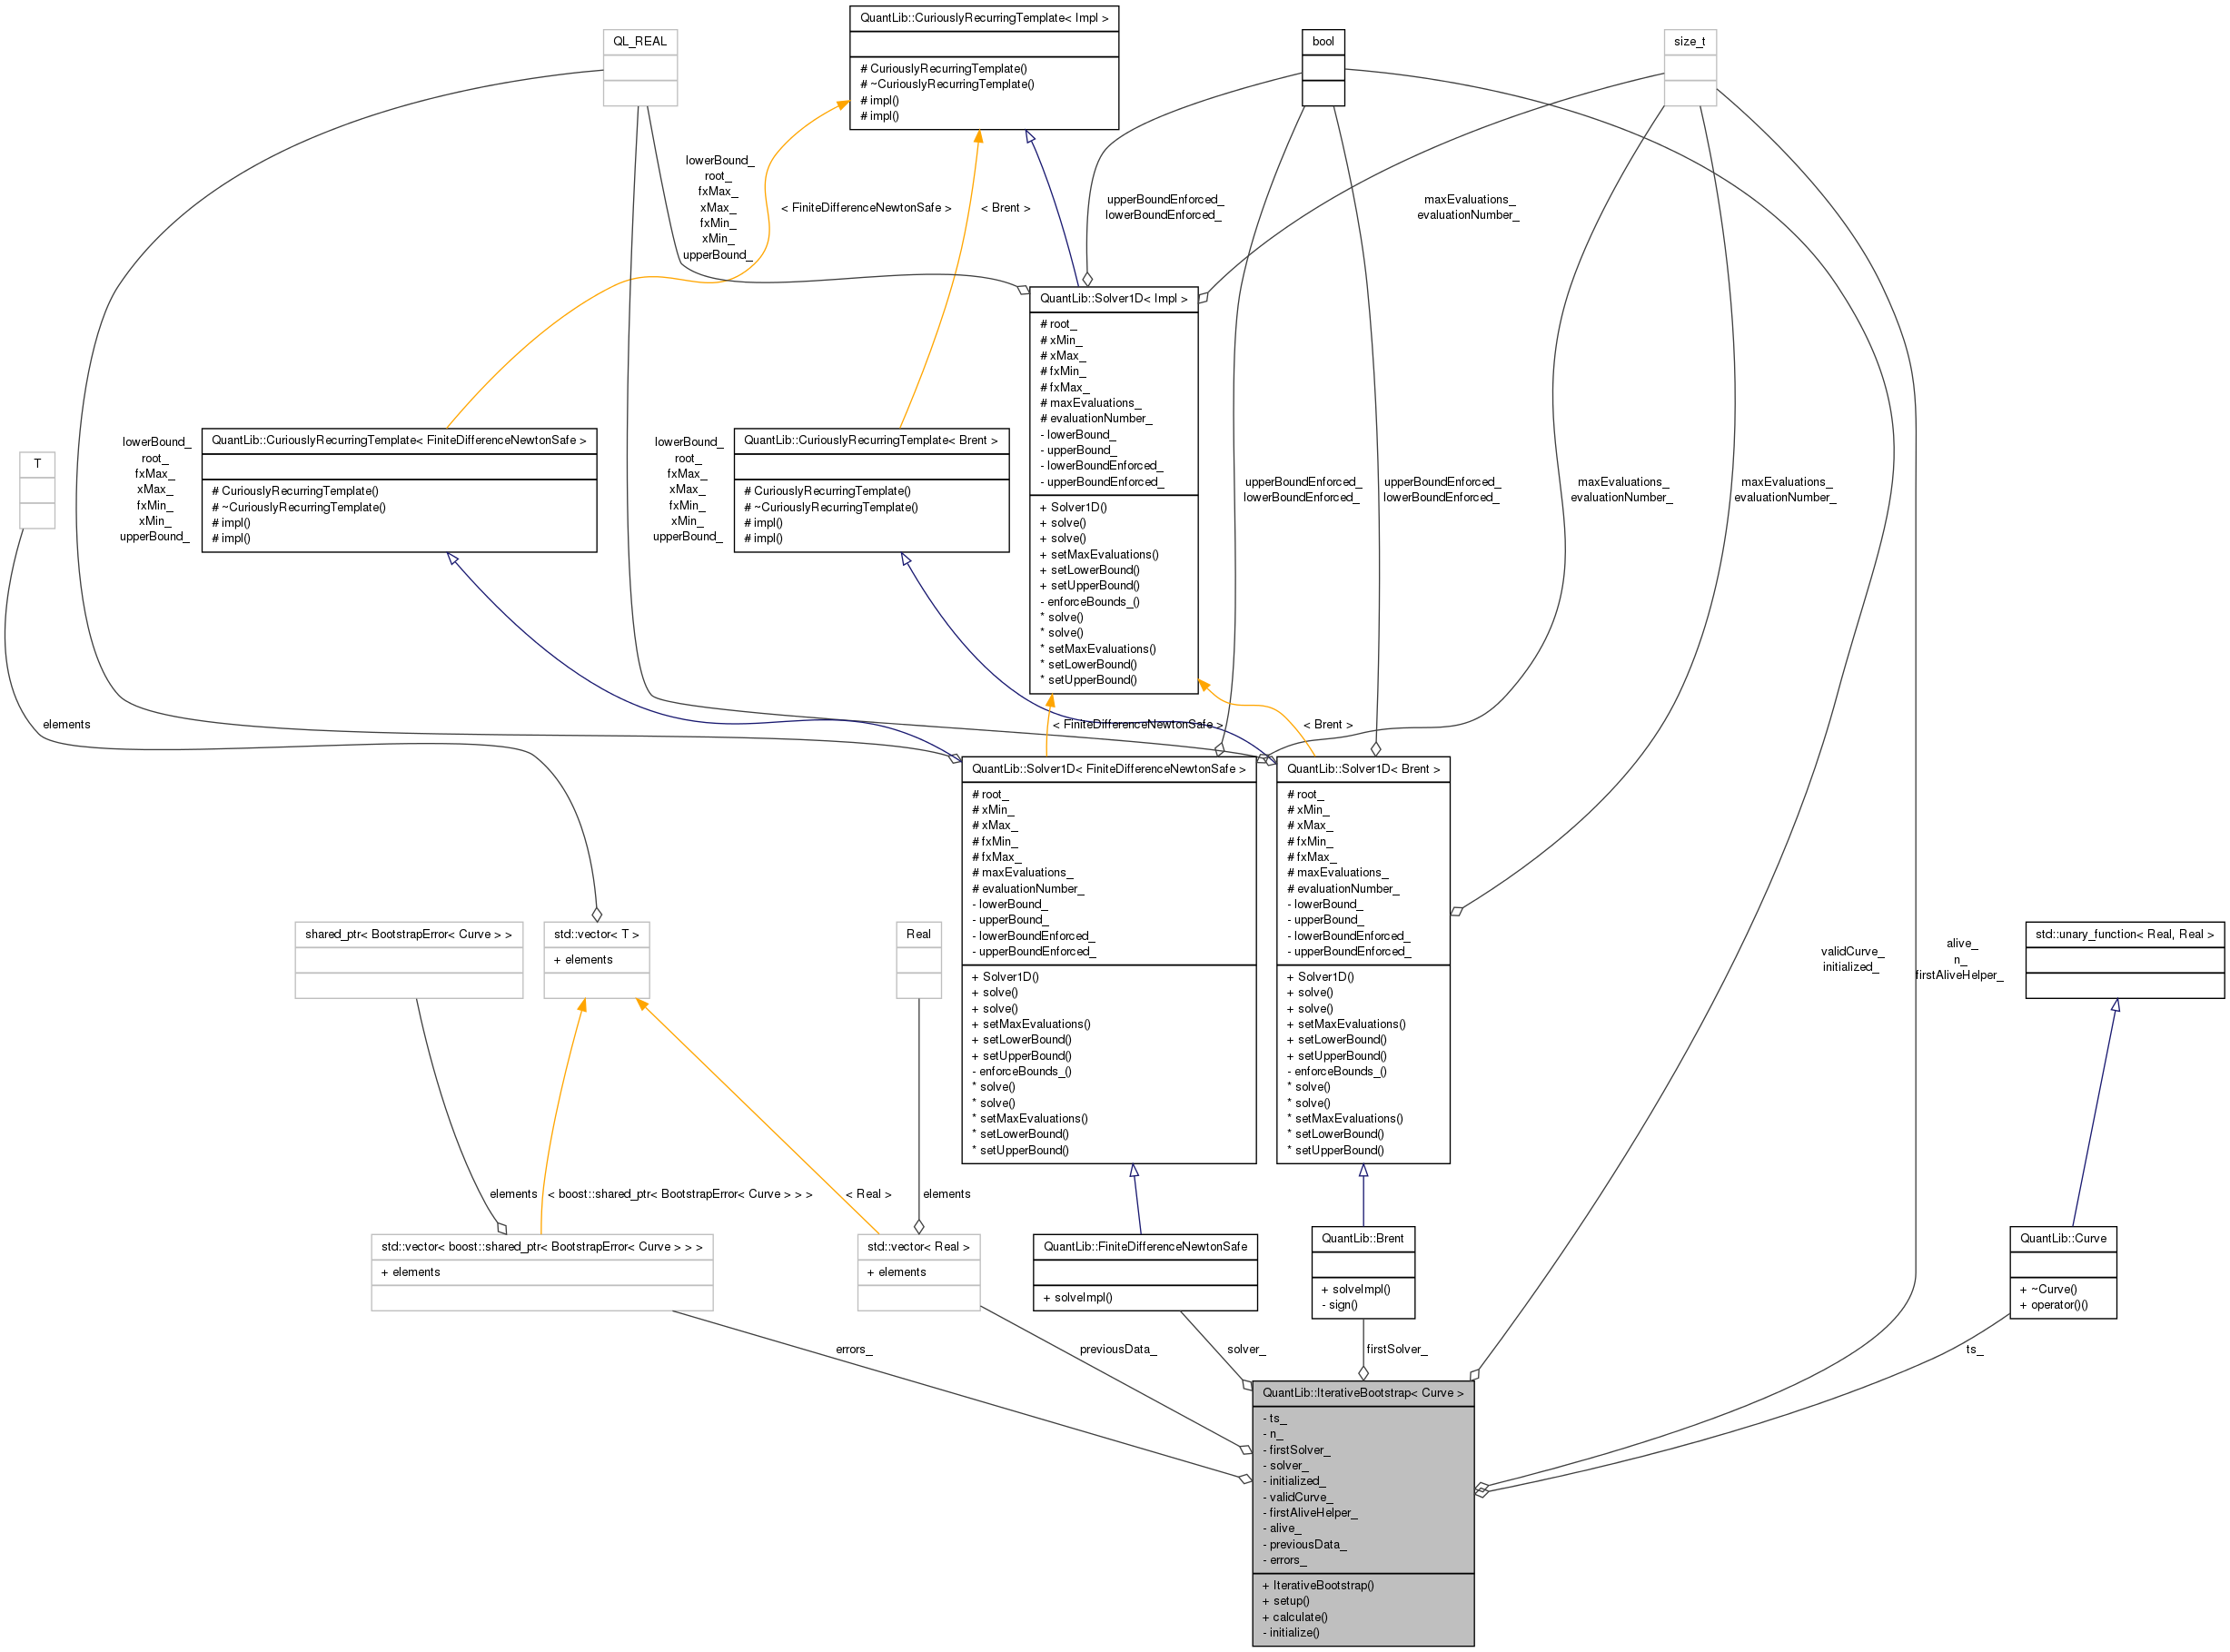 QuantLib::CuriouslyRecurringTemplate< Impl >
# CuriouslyRecurringTemplate()
# ~CuriouslyRecurringTemplate()
# impl()
# impl()
QL_REAL
bool
size_t
lowerBound_
root_
fxMax_
xMax_
fxMin_
xMin_
upperBound_
< FiniteDifferenceNewtonSafe >
< Brent >
upperBoundEnforced_
lowerBoundEnforced_
maxEvaluations_
evaluationNumber_
QuantLib::Solver1D< Impl >
# root_
# xMin_
# xMax_
# fxMin_
# fxMax_
# maxEvaluations_
# evaluationNumber_
- lowerBound_
- upperBound_
- lowerBoundEnforced_
- upperBoundEnforced_
+ Solver1D()
+ solve()
+ solve()
+ setMaxEvaluations()
+ setLowerBound()
+ setUpperBound()
- enforceBounds_()
* solve()
* solve()
* setMaxEvaluations()
* setLowerBound()
* setUpperBound()
T
lowerBound_
root_
fxMax_
xMax_
fxMin_
xMin_
upperBound_
QuantLib::CuriouslyRecurringTemplate< FiniteDifferenceNewtonSafe >
# CuriouslyRecurringTemplate()
# ~CuriouslyRecurringTemplate()
# impl()
# impl()
lowerBound_
root_
fxMax_
xMax_
fxMin_
xMin_
upperBound_
QuantLib::CuriouslyRecurringTemplate< Brent >
# CuriouslyRecurringTemplate()
# ~CuriouslyRecurringTemplate()
# impl()
# impl()
upperBoundEnforced_
lowerBoundEnforced_
upperBoundEnforced_
lowerBoundEnforced_
maxEvaluations_
evaluationNumber_
maxEvaluations_
evaluationNumber_
elements
< FiniteDifferenceNewtonSafe >
< Brent >
QuantLib::Solver1D< FiniteDifferenceNewtonSafe >
# root_
# xMin_
# xMax_
# fxMin_
# fxMax_
# maxEvaluations_
# evaluationNumber_
- lowerBound_
- upperBound_
- lowerBoundEnforced_
- upperBoundEnforced_
+ Solver1D()
+ solve()
+ solve()
+ setMaxEvaluations()
+ setLowerBound()
+ setUpperBound()
- enforceBounds_()
* solve()
* solve()
* setMaxEvaluations()
* setLowerBound()
* setUpperBound()
QuantLib::Solver1D< Brent >
# root_
# xMin_
# xMax_
# fxMin_
# fxMax_
# maxEvaluations_
# evaluationNumber_
- lowerBound_
- upperBound_
- lowerBoundEnforced_
- upperBoundEnforced_
+ Solver1D()
+ solve()
+ solve()
+ setMaxEvaluations()
+ setLowerBound()
+ setUpperBound()
- enforceBounds_()
* solve()
* solve()
* setMaxEvaluations()
* setLowerBound()
* setUpperBound()
shared_ptr< BootstrapError< Curve > >
std::vector< T >
+ elements
Real
validCurve_
initialized_
alive_
n_
firstAliveHelper_
std::unary_function< Real, Real >
elements
< boost::shared_ptr< BootstrapError< Curve > > >
< Real >
elements
std::vector< boost::shared_ptr< BootstrapError< Curve > > >
+ elements
std::vector< Real >
+ elements
QuantLib::FiniteDifferenceNewtonSafe
+ solveImpl()
QuantLib::Brent
+ solveImpl()
- sign()
QuantLib::Curve
+ ~Curve()
+ operator()()
errors_
previousData_
solver_
firstSolver_
ts_
QuantLib::IterativeBootstrap< Curve >
- ts_
- n_
- firstSolver_
- solver_
- initialized_
- validCurve_
- firstAliveHelper_
- alive_
- previousData_
- errors_
+ IterativeBootstrap()
+ setup()
+ calculate()
- initialize()